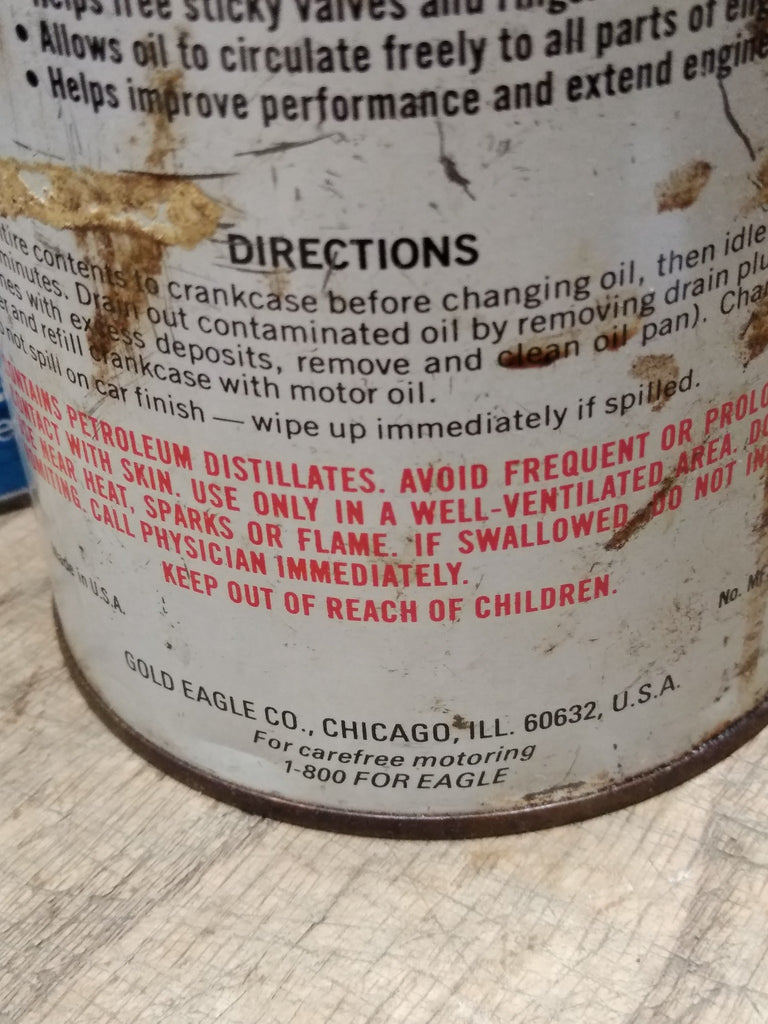 free sticky valves and
• Allows oil to circulate freely to all parts of
• Helps improve performance and extend engine
DIRECTIONS
contents to crankcase before changing oil, then idle
minutes. Drain out contaminated oil by removing drain
with excess deposits, remove and clean oil pan).
and refill crankcase with motor oil.
not spill on car finish — wipe up immediately if spilled.
CONTAINS PETROLEUM DISTILLATES. AVOID FREQUENT OR
CONTACT WITH SKIN. USE ONLY IN A WELL-VENTILATED AREA.
NEAR HEAT, SPARKS OR FLAME. IF SWALLOWED, DO NOT
CALL PHYSICIAN IMMEDIATELY.
KEEP OUT OF REACH OF CHILDREN.
Made in U.S.A.
No.
GOLD EAGLE CO., CHICAGO, ILL. 60632, U.S.A.
For carefree motoring
1-800 FOR EAGLE